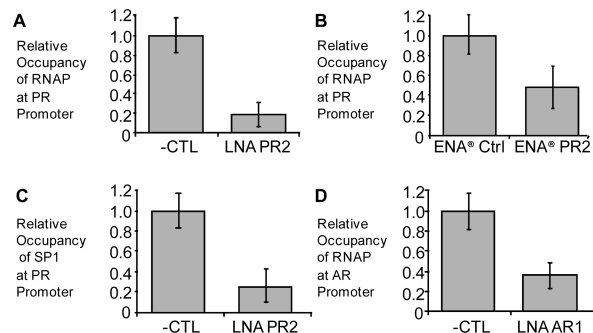 A
Relative
Occupancy
of RNAP
at PR
Promoter
1.2
1.0
0.8
0.6
0.4
0.2
0
-CTL LNA PR2
B
Relative
Occupancy
of RNAP
at PR
Promoter
1.2
1.0
0.8
0.6
0.4
0.2
0
ENA® Ctrl ENA® PR2
C
Relative
Occupancy
of SP1
at PR
Promoter
1.2
1.0
0.8
0.6
0.4
0.2
0
-CTL LNA PR2
D
Relative
Occupancy
of RNAP
at AR
Promoter
1.2
1.0
0.8
0.6
0.4
0.2
0
-CTL LNA AR1